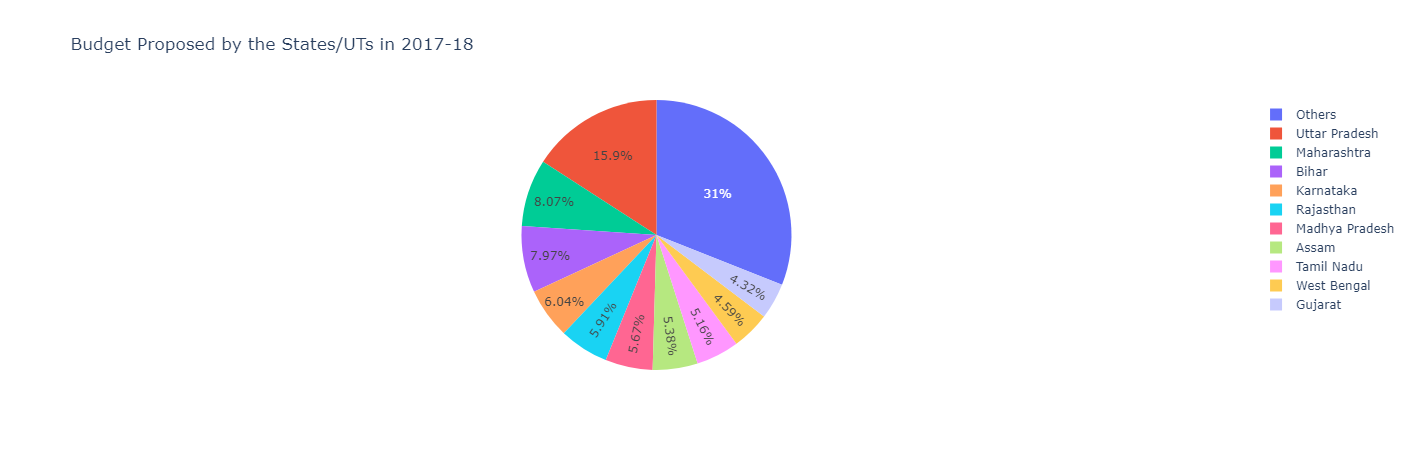 Budget Proposed by the States/UTs in 2017-18
15.9%
31%
8.07%
7.97%
6.04%
5.91%
5.67%
5.38%
5.16%
4.59%
4.32%
Others
Uttar Pradesh
Maharashtra
Bihar
Karnataka
Rajasthan
Madhya Pradesh
Assam
Tamil Nadu
West Bengal
Gujarat